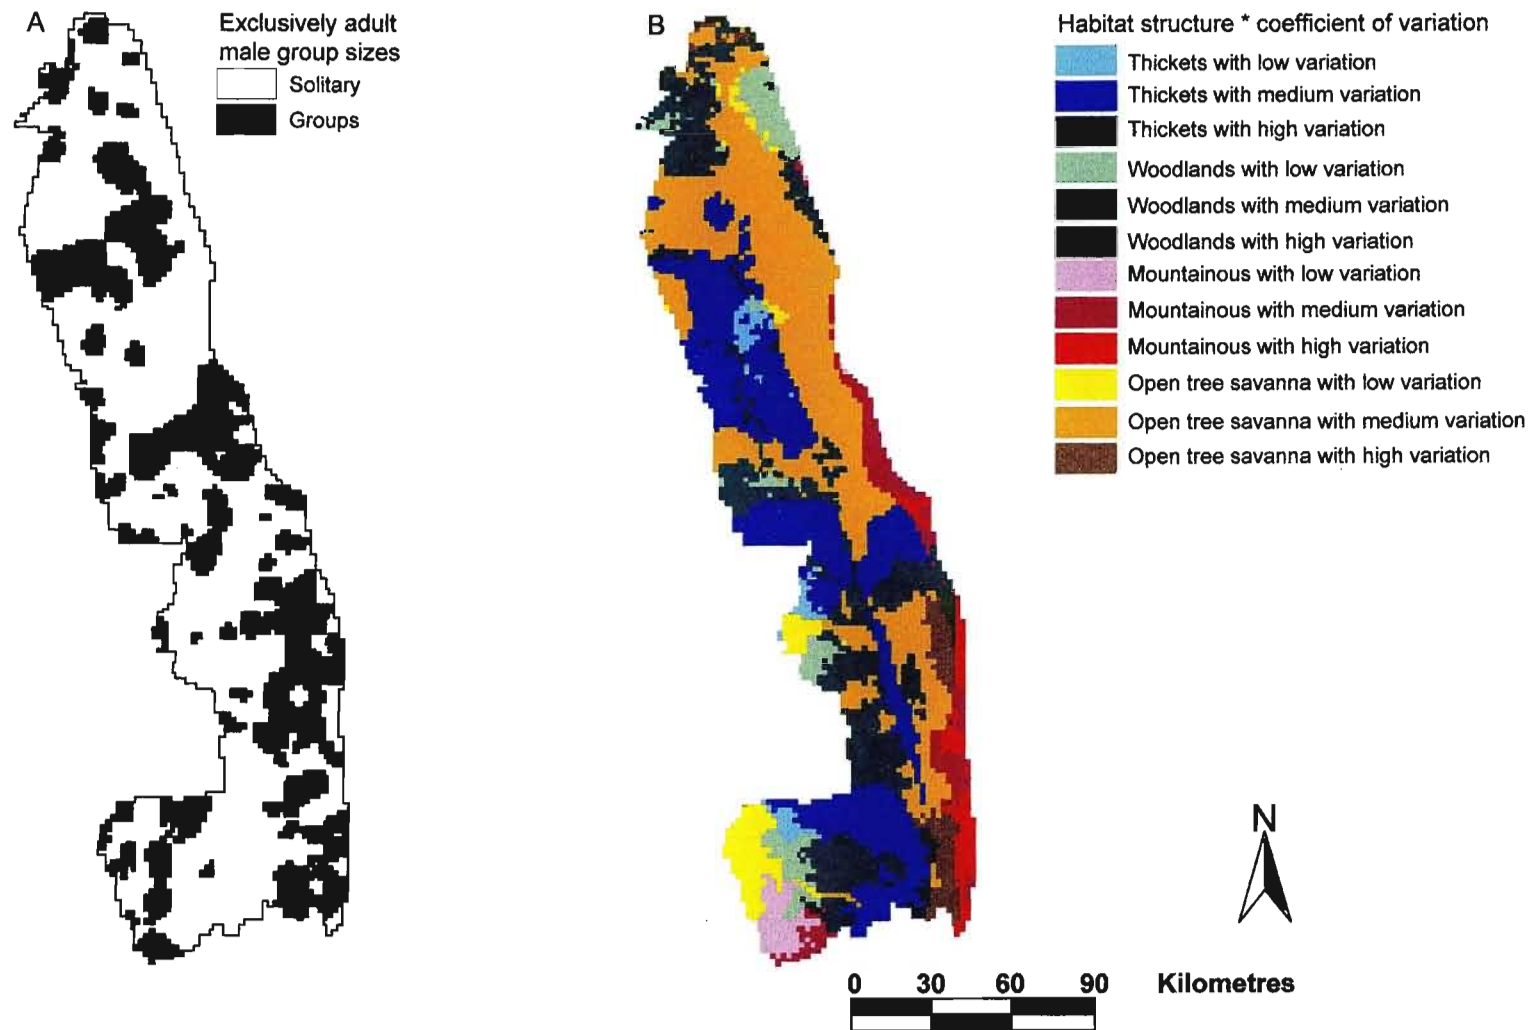 A
Exclusively adult
male group sizes
Solitary
Groups
B
Habitat structure * coefficient of variation
Thickets with low variation
Thickets with medium variation
Thickets with high variation
Woodlands with low variation
Woodlands with medium variation
Woodlands with high variation
Mountainous with low variation
Mountainous with medium variation
Mountainous with high variation
Open tree savanna with low variation
Open tree savanna with medium variation
Open tree savanna with high variation
N
0 30 60 90 Kilometres